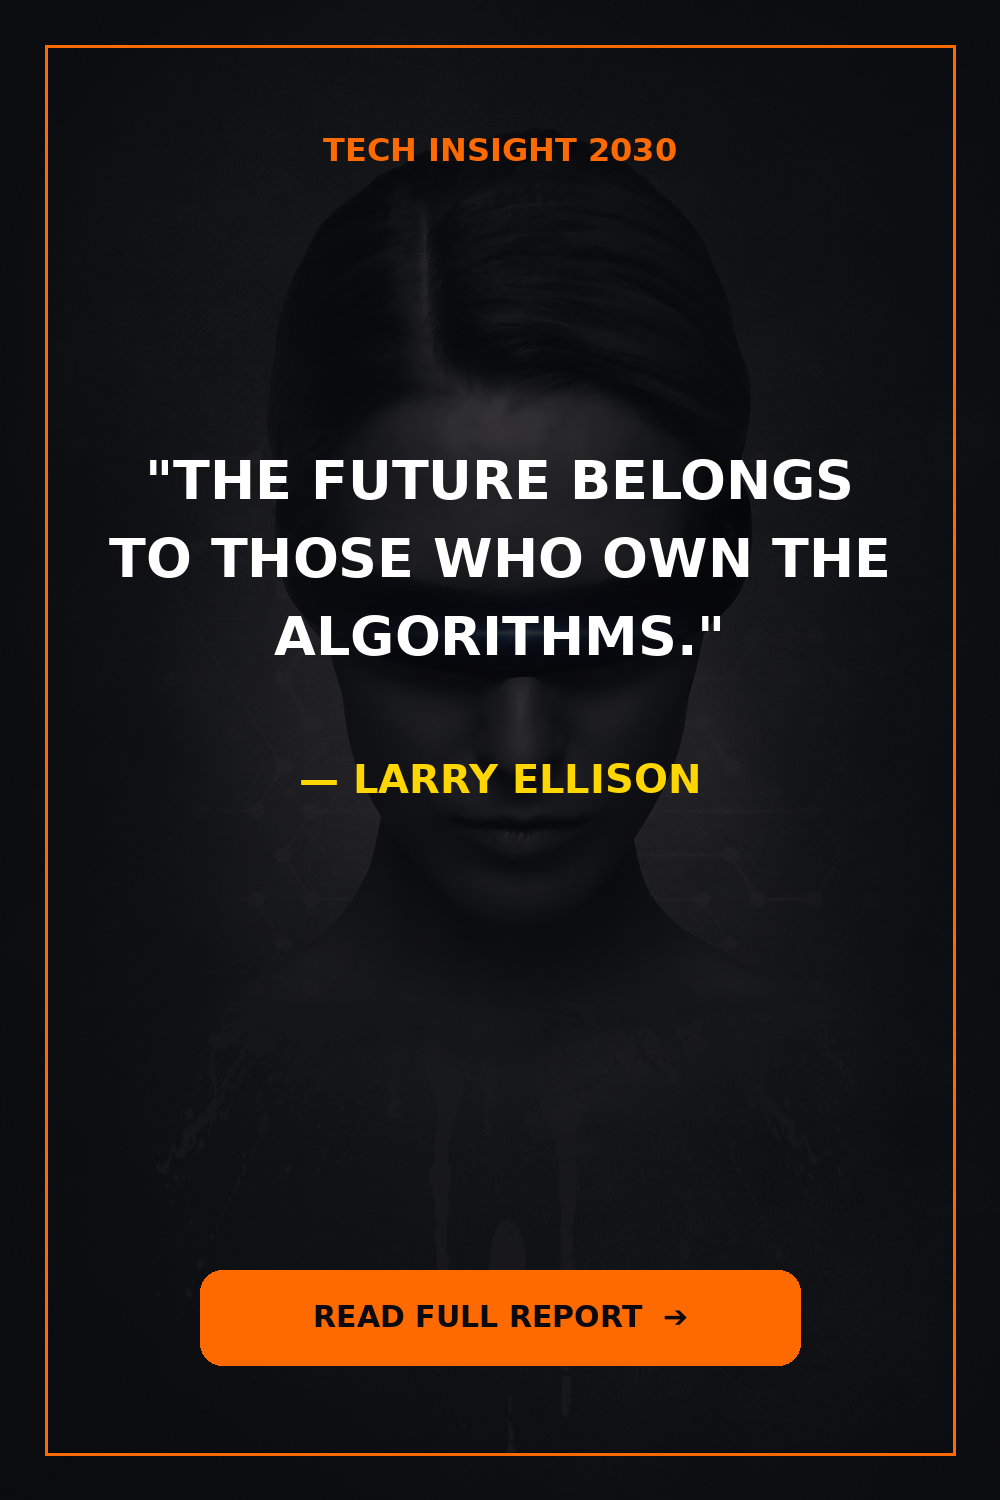 TECH INSIGHT 2030
"THE FUTURE BELONGS
TO THOSE WHO OWN THE
ALGORITHMS."
— LARRY ELLISON
READ FULL REPORT ➔